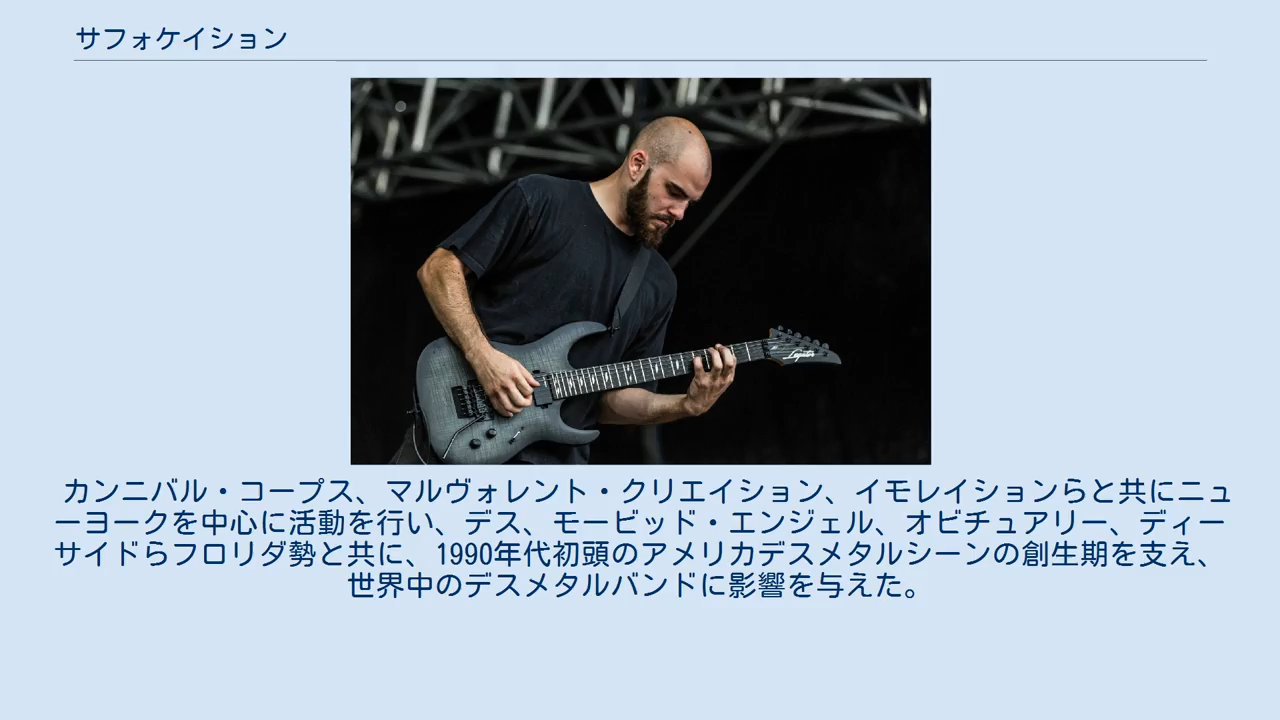 サフォケイション
カンニバル・コープス、マルヴォレント・クリエイション、イモレイションらと共にニュ
ーヨークを中心に活動を行い、デス、モービッド・エンジェル、オビチュアリー、ディー
サイドらフロリダ勢と共に、1990年代初頭のアメリカデスメタルシーンの創生期を支え、
世界中のデスメタルバンドに影響を与えた。